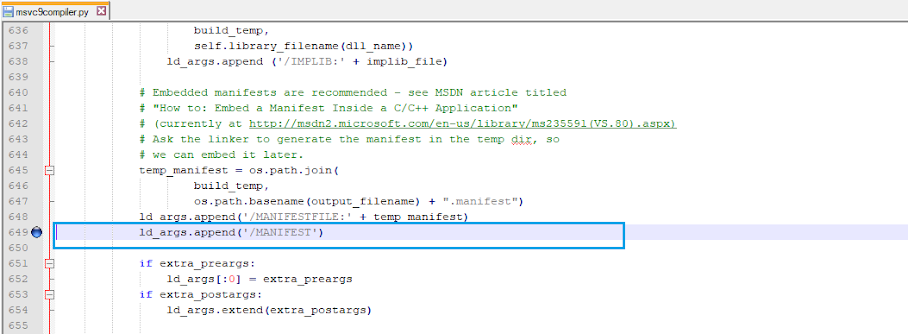 msvc9compiler.py
636 build_temp,
637 self.library_filename(dll_name))
638 ld_args.append ('/IMPLIB:' + implib_file)
639
640 # Embedded manifests are recommended - see MSDN article titled
641 # "How to: Embed a Manifest Inside a C/C++ Application"
642 # (currently at http://msdn2.microsoft.com/en-us/library/ms235591(VS.80).aspx)
643 # Ask the linker to generate the manifest in the temp dir, so
644 # we can embed it later.
645 temp_manifest = os.path.join(
646 build_temp,
647 os.path.basename(output_filename) + ".manifest")
648 ld_args.append('/MANIFESTFILE:' + temp_manifest)
649 ld_args.append('/MANIFEST')
650
651 if extra_preargs:
652 ld_args[:0] = extra_preargs
653 if extra_postargs:
654 ld_args.extend(extra_postargs)
655